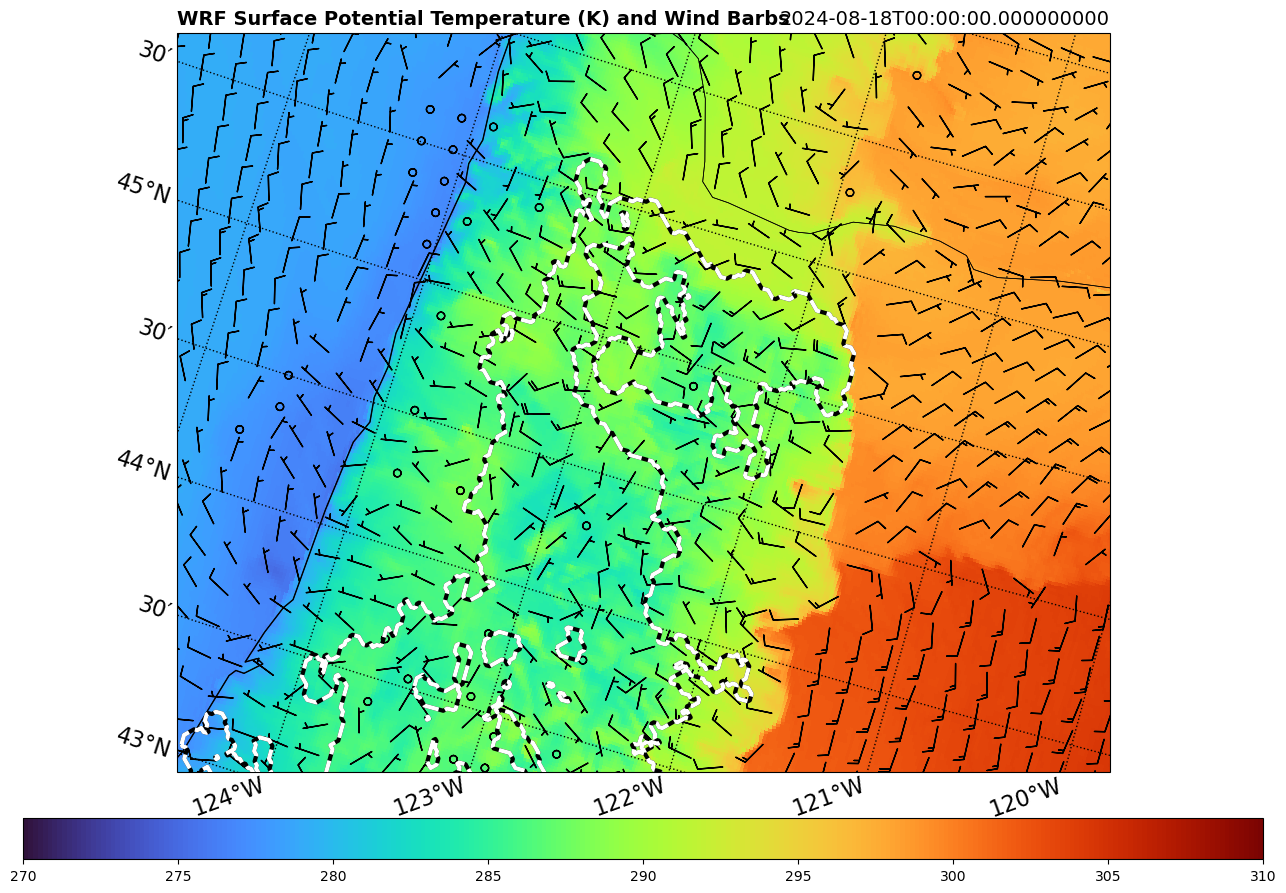 WRF Surface Potential Temperature (K) and Wind Barbs 2024-08-18T00:00:00.000000000
30′
45°N
30′
44°N
30′
43°N
124°W 123°W 122°W 121°W 120°W
270 275 280 285 290 295 300 305 310